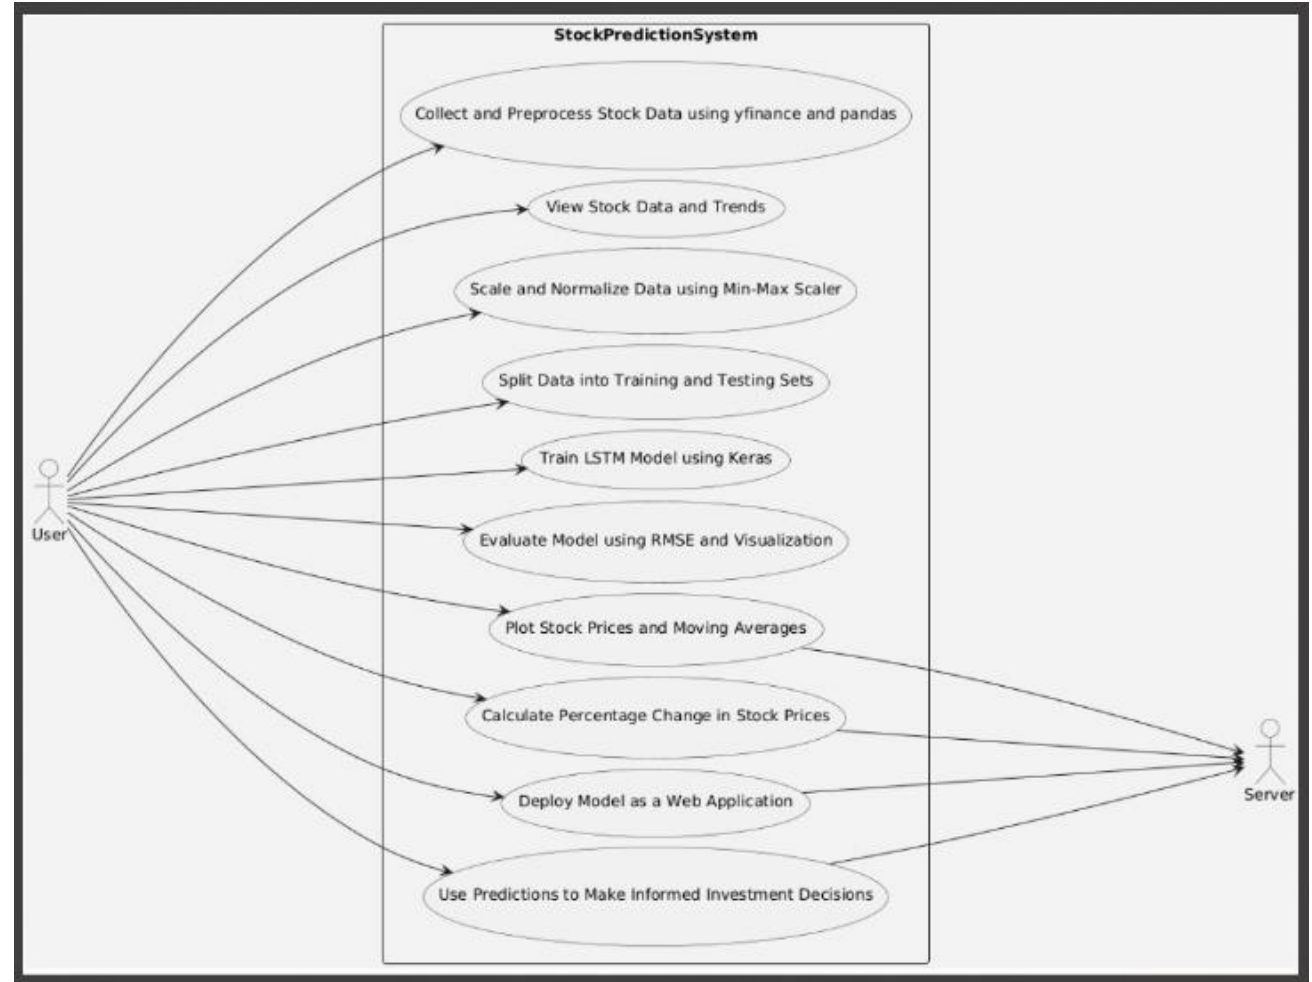 StockPredictionSystem
Collect and Preprocess Stock Data using yfinance and pandas
View Stock Data and Trends
Scale and Normalize Data using Min-Max Scaler
Split Data into Training and Testing Sets
Train LSTM Model using Keras
User
Evaluate Model using RMSE and Visualization
Plot Stock Prices and Moving Averages
Calculate Percentage Change in Stock Prices
Deploy Model as a Web Application
Server
Use Predictions to Make Informed Investment Decisions